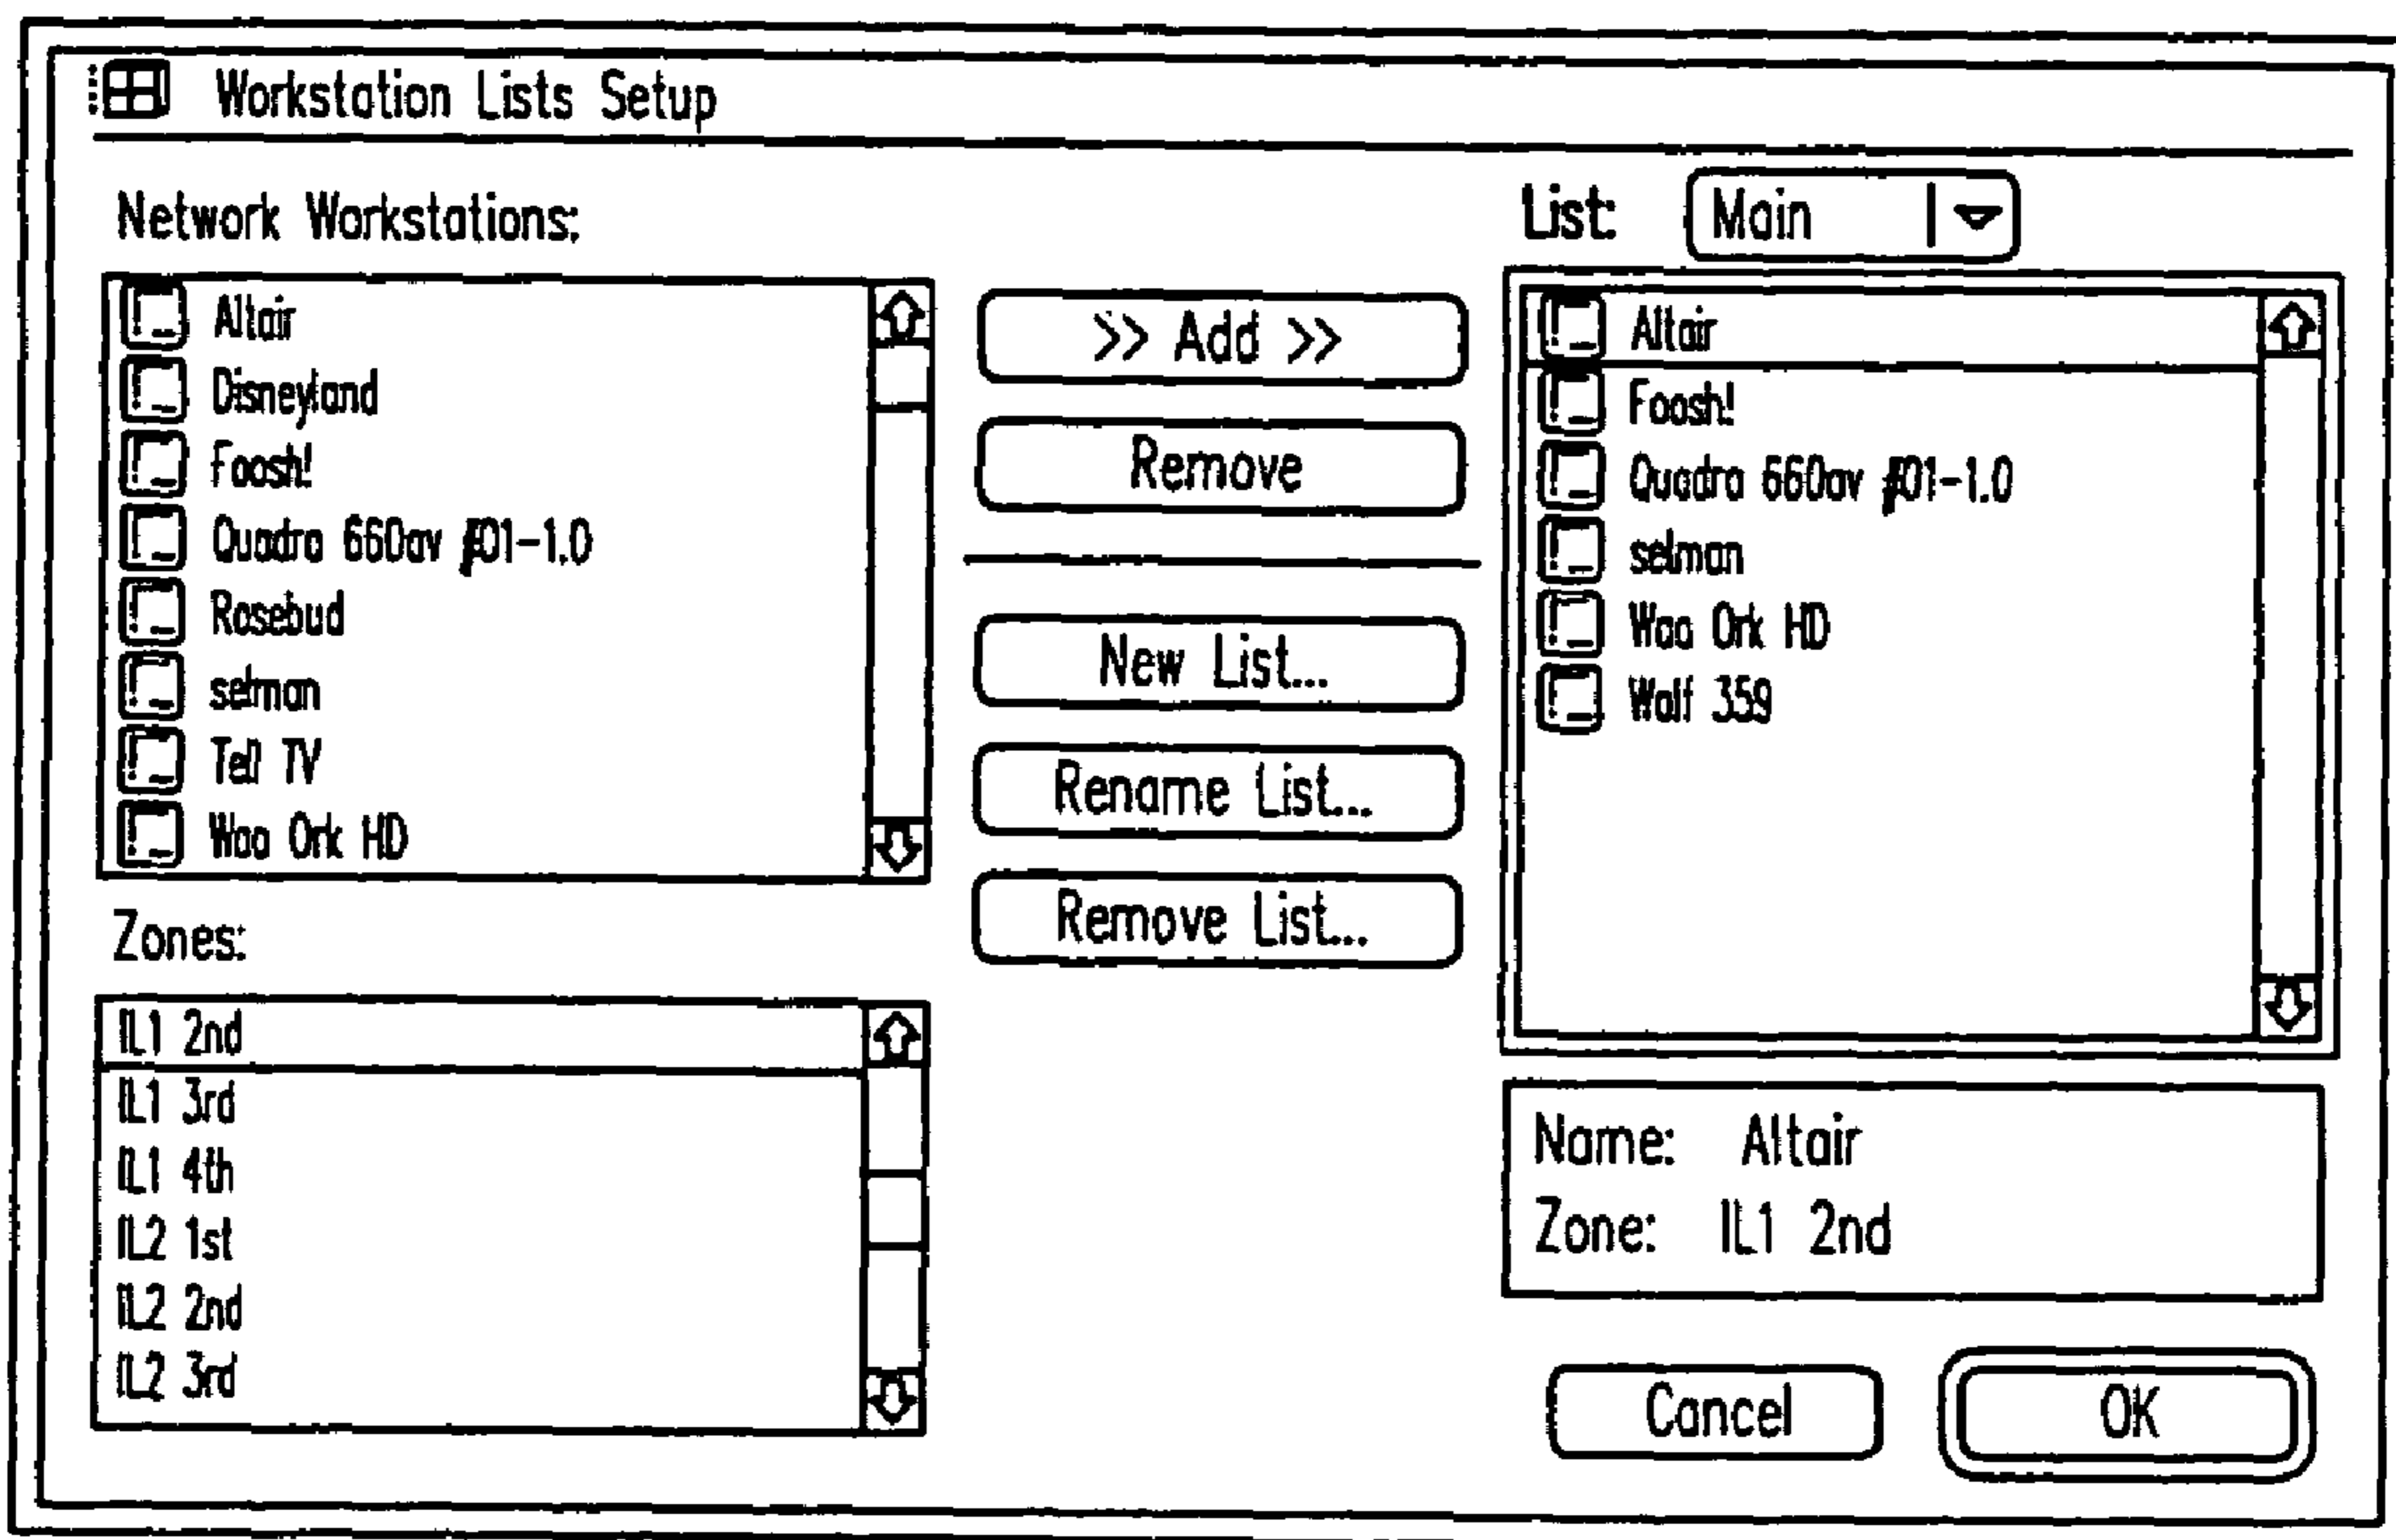 Workstation Lists Setup
Network Workstations:
Altair
Disneyland
Foosh!
Quadra 660av #01-1.0
Rosebud
selman
Tell TV
Woa Ork HD
Zones:
IL1 2nd
IL1 3rd
IL1 4th
IL2 1st
IL2 2nd
IL2 3rd
>> Add >>
Remove
New List...
Rename List...
Remove List...
List: Main
Altair
Foosh!
Quadra 660av #01-1.0
selman
Woa Ork HD
Wolf 359
Name: Altair
Zone: IL1 2nd
Cancel
OK